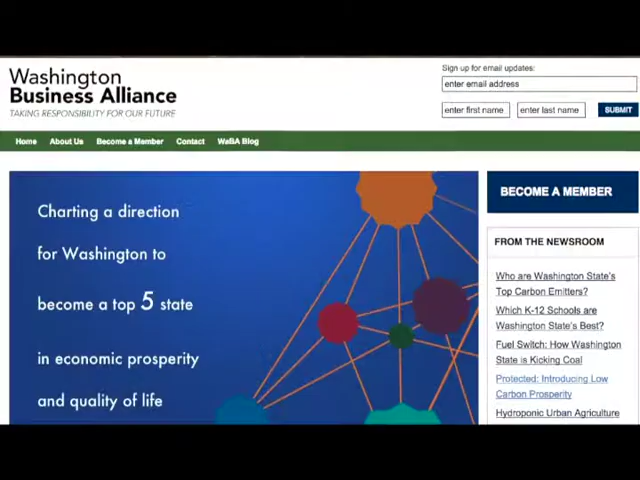 Washington
Business Alliance
TAKING RESPONSIBILITY FOR OUR FUTURE
Sign up for email updates:
enter email address
enter first name
enter last name
SUBMIT
Home
About Us
Become a Member
Contact
WaBA Blog
Charting a direction
for Washington to
become a top 5 state
in economic prosperity
and quality of life
BECOME A MEMBER
FROM THE NEWSROOM
Who are Washington State's
Top Carbon Emitters?
Which K-12 Schools are
Washington State's Best?
Fuel Switch: How Washington
State is Kicking Coal
Protected: Introducing Low
Carbon Prosperity
Hydroponic Urban Agriculture